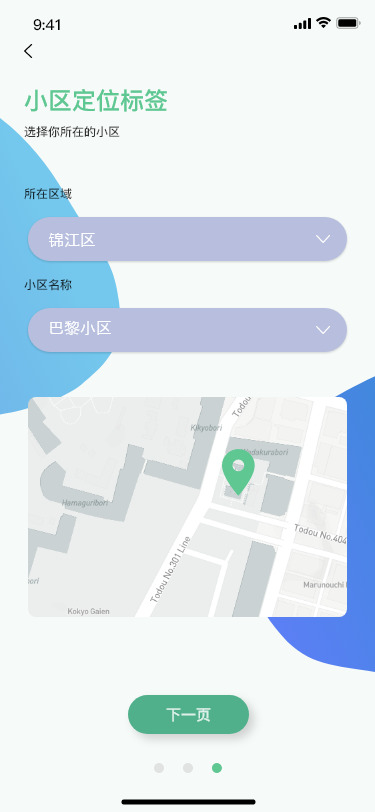 9:41
小区定位标签
选择你所在的小区
所在区域
锦江区
小区名称
巴黎小区
Todou
Kikyobori
Hadakurabori
Hamaguribori
Todou No.301 Line
Todou No.404
Marunouchi
bori
Kokyo Gaien
下一页